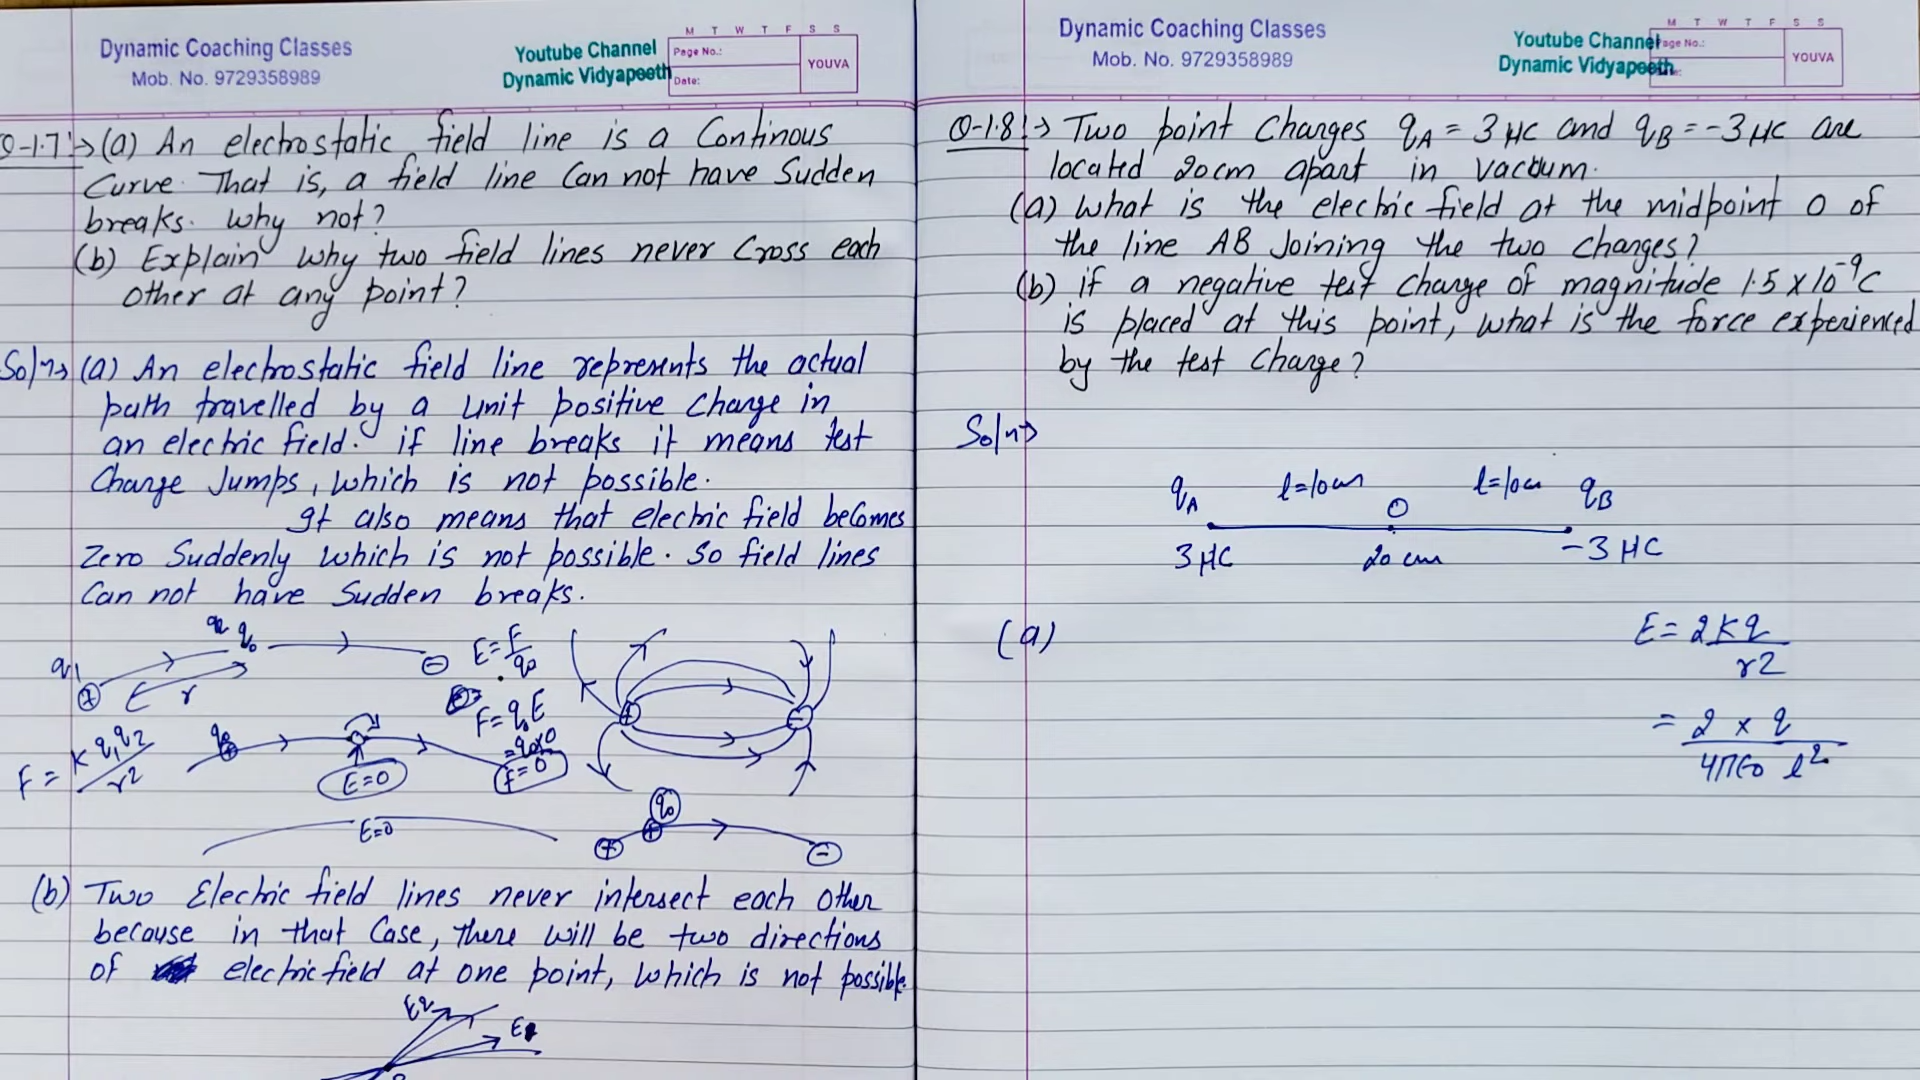 Dynamic Coaching Classes
Mob. No. 9729358989
Youtube Channel
Dynamic Vidyapeeth
M T W T F S S
Page No.:
Date:
YOUVA
Q-1.7:→ (a) An electrostatic field line is a Continous
Curve. That is, a field line Can not have Sudden
breaks. Why not?
(b) Explain why two field lines never Cross each
other at any point?
Soln→ (a) An electrostatic field line represents the actual
path travelled by a unit positive charge in
an electric field. if line breaks it means test
Charge Jumps, which is not possible.
It also means that electric field becomes
Zero Suddenly which is not possible. So field lines
Can not have Sudden breaks.
q1
q2 q0
r
E = F/q0
F = q0E
= q0x0
F=0
F = K q1q2/r2
q0
E=0
E=0
q0
(b) Two Electric field lines never intersect each other
because in that Case, there will be two directions
of electric field at one point, which is not possible.
E2
E1
Dynamic Coaching Classes
Mob. No. 9729358989
Youtube Channel
Dynamic Vidyapeeth
M T W T F S S
Page No.:
YOUVA
Q-1.8:→ Two point Charges qA = 3 μC and qB = -3 μC are
located 20cm apart in vacuum.
(a) What is the electric field at the midpoint O of
the line AB Joining the two charges?
(b) if a negative test charge of magnitude 1.5 x 10-9C
is placed at this point, what is the force experienced
by the test Charge?
Soln→
qA l=10cm O l=10cm qB
3 μC 20 cm -3 μC
(a)
E = 2Kq/r2
= 2 x q/4πε0 l2